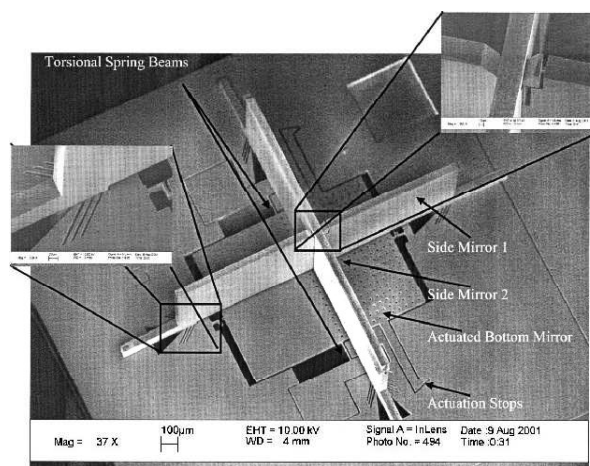 Torsional Spring Beams
Side Mirror 1
Side Mirror 2
Actuated Bottom Mirror
Actuation Stops
Mag = 37 X
100µm
EHT = 10.00 kV
WD = 4 mm
Signal A = InLens
Photo No. = 494
Date :9 Aug 2001
Time :0:31